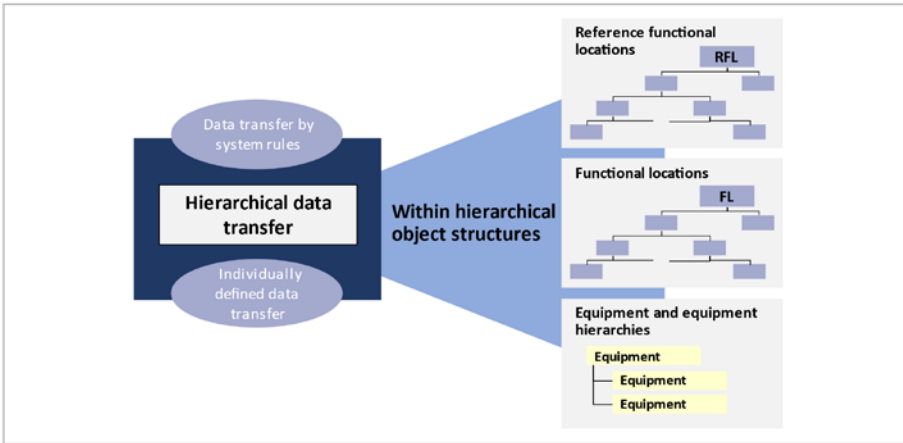 Data transfer by
system rules
Hierarchical data
transfer
Individually
defined data
transfer
Within hierarchical
object structures
Reference functional
locations
RFL
Functional locations
FL
Equipment and equipment
hierarchies
Equipment
Equipment
Equipment